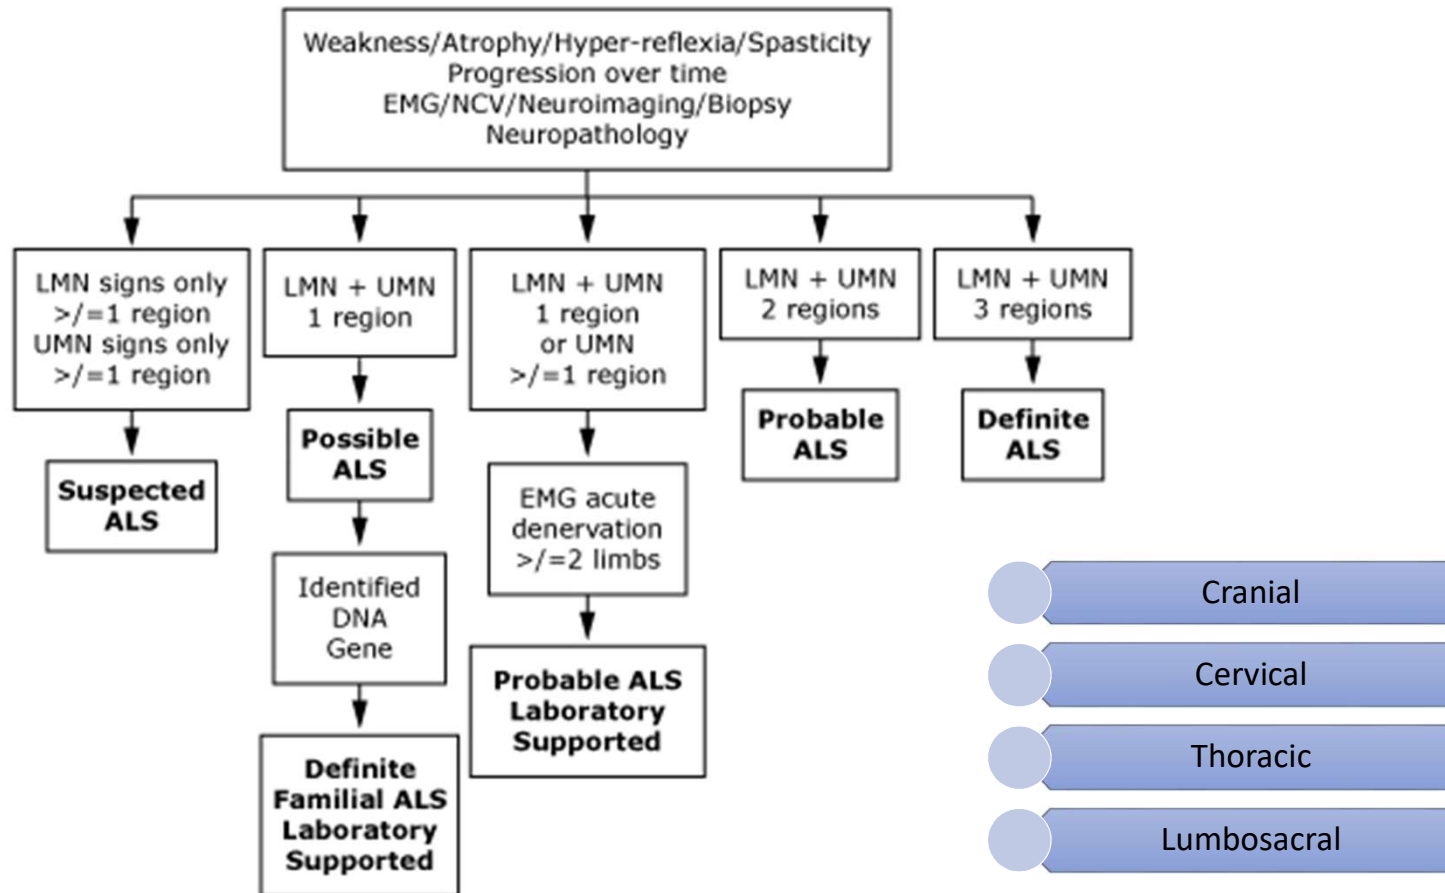 Weakness/Atrophy/Hyper-reflexia/Spasticity
Progression over time
EMG/NCV/Neuroimaging/Biopsy
Neuropathology
LMN signs only
>/=1 region
UMN signs only
>/=1 region
Suspected
ALS
LMN + UMN
1 region
Possible
ALS
Identified
DNA
Gene
Definite
Familial ALS
Laboratory
Supported
LMN + UMN
1 region
or UMN
>/=1 region
EMG acute
denervation
>/=2 limbs
Probable ALS
Laboratory
Supported
LMN + UMN
2 regions
Probable
ALS
LMN + UMN
3 regions
Definite
ALS
Cranial
Cervical
Thoracic
Lumbosacral